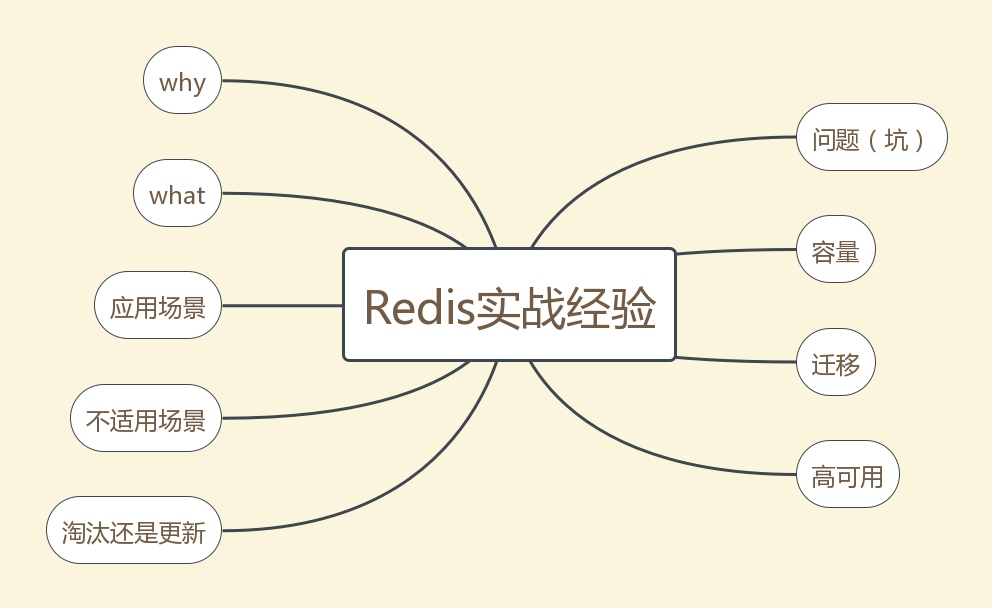 why
what
应用场景
不适用场景
淘汰还是更新
Redis实战经验
问题（坑）
容量
迁移
高可用